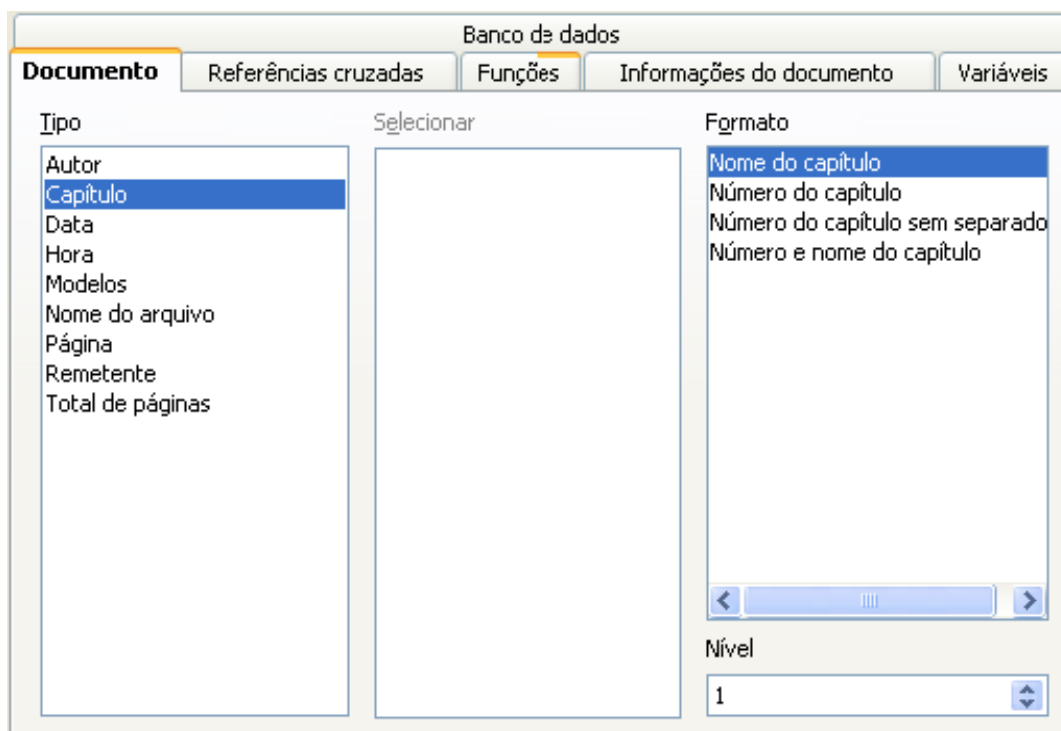 Banco de dados
Documento Referências cruzadas Funções Informações do documento Variáveis
Tipo Selecionar Formato
Autor
Capítulo
Data
Hora
Modelos
Nome do arquivo
Página
Remetente
Total de páginas
Nome do capítulo
Número do capítulo
Número do capítulo sem separado
Número e nome do capítulo
Nível
1